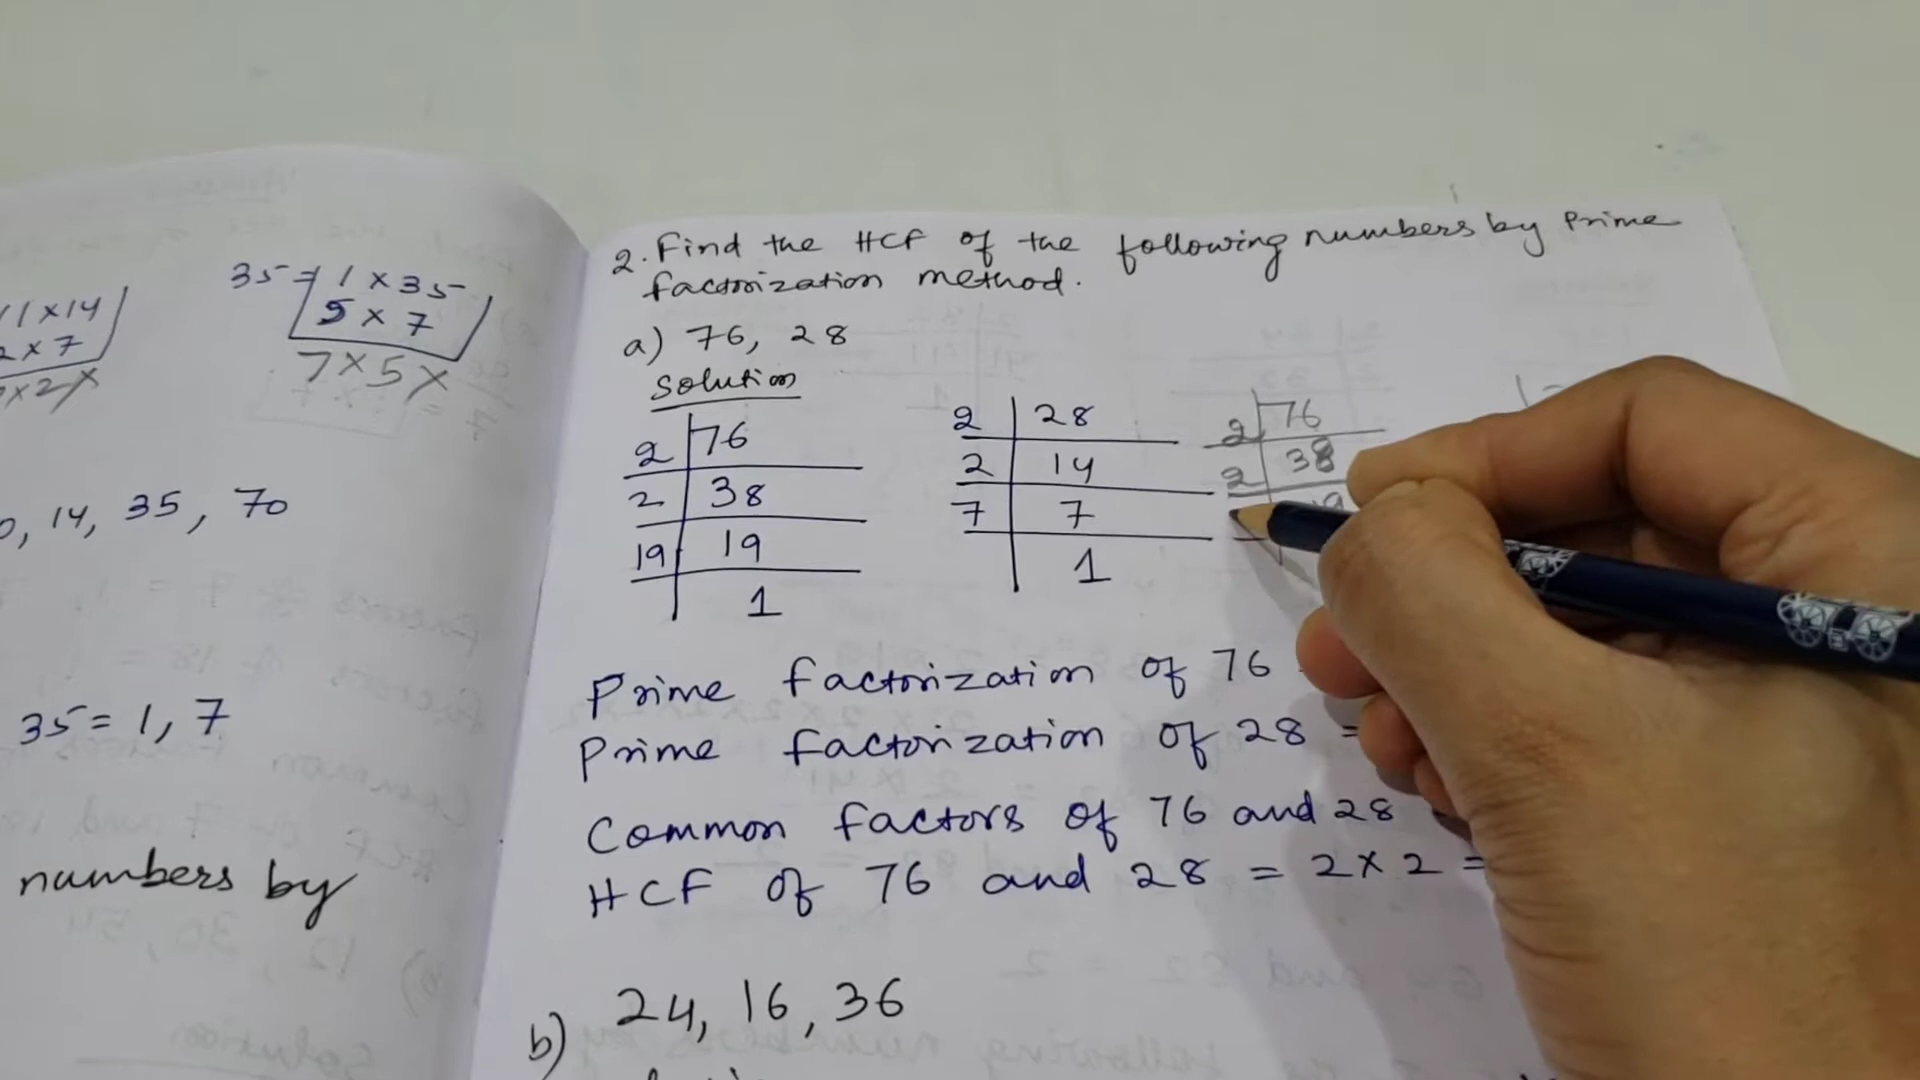 11 × 14
2 × 7
35 = 1 × 35
5 × 7
7 × 5 ×
14, 35, 70
35 = 1, 7
numbers by
2. Find the HCF of the following numbers by Prime
factorization method.
a) 76, 28
Solution
2 | 76
2 | 38
19 | 19
1
2 | 28
2 | 14
7 | 7
1
2 | 76
2 | 38
Prime factorization of 76
Prime factorization of 28 =
Common factors of 76 and 28
HCF of 76 and 28 = 2 × 2 =
b) 24, 16, 36